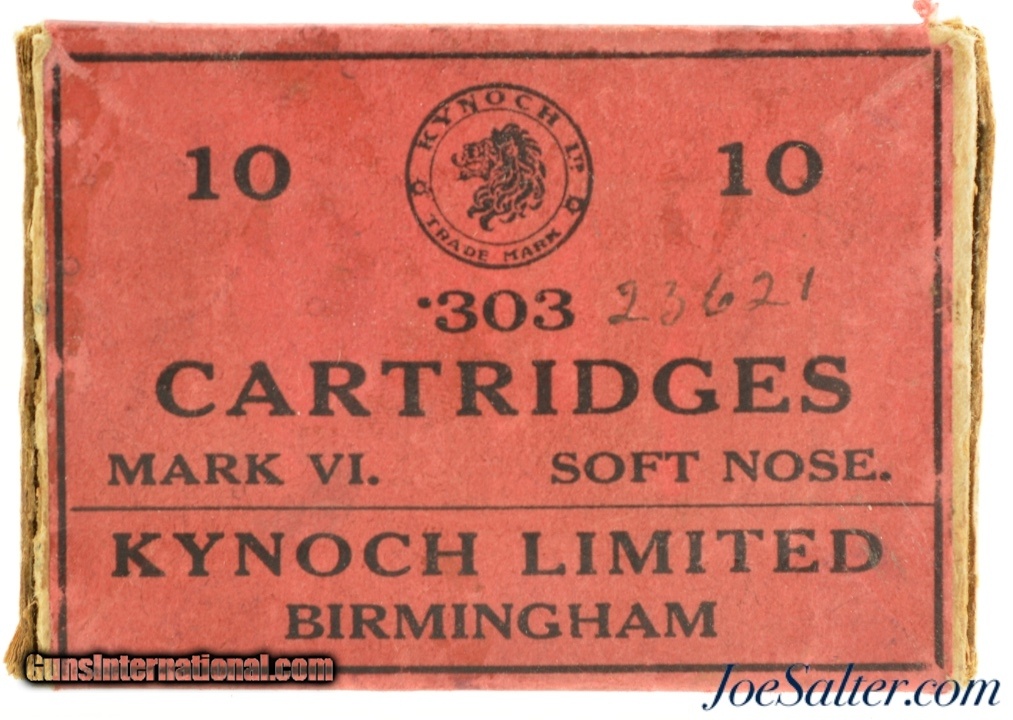 KYNOCH LTD
TRADE MARK
10 10
·303 23621
CARTRIDGES
MARK VI. SOFT NOSE.
KYNOCH LIMITED
BIRMINGHAM
GunsInternational.com
JoeSalter.com